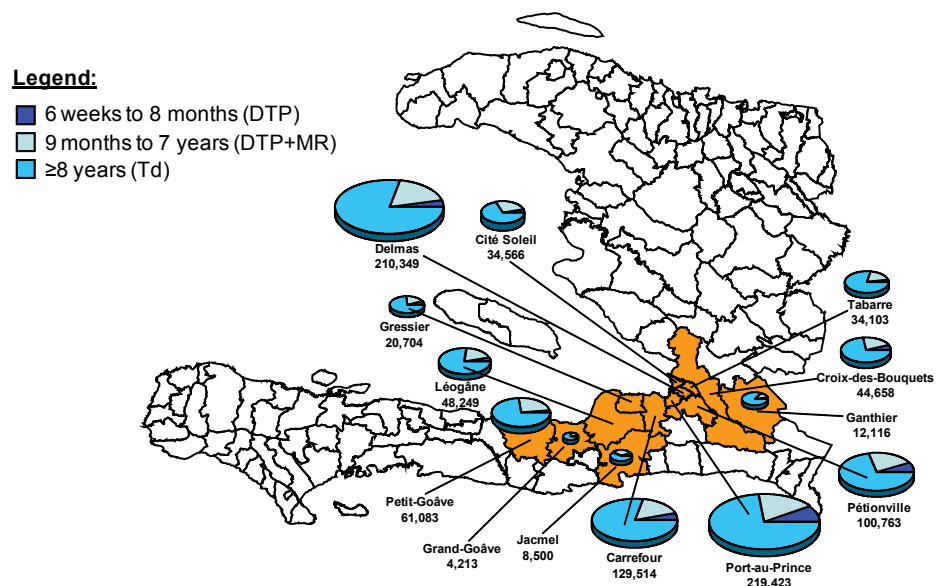 Legend:
6 weeks to 8 months (DTP)
9 months to 7 years (DTP+MR)
≥8 years (Td)
Delmas
210,349
Cité Soleil
34,566
Tabarre
34,103
Gressier
20,704
Croix-des-Bouquets
44,658
Léogâne
48,249
Ganthier
12,116
Petit-Goâve
61,083
Pétionville
100,763
Grand-Goâve
4,213
Jacmel
8,500
Carrefour
129,514
Port-au-Prince
219,423